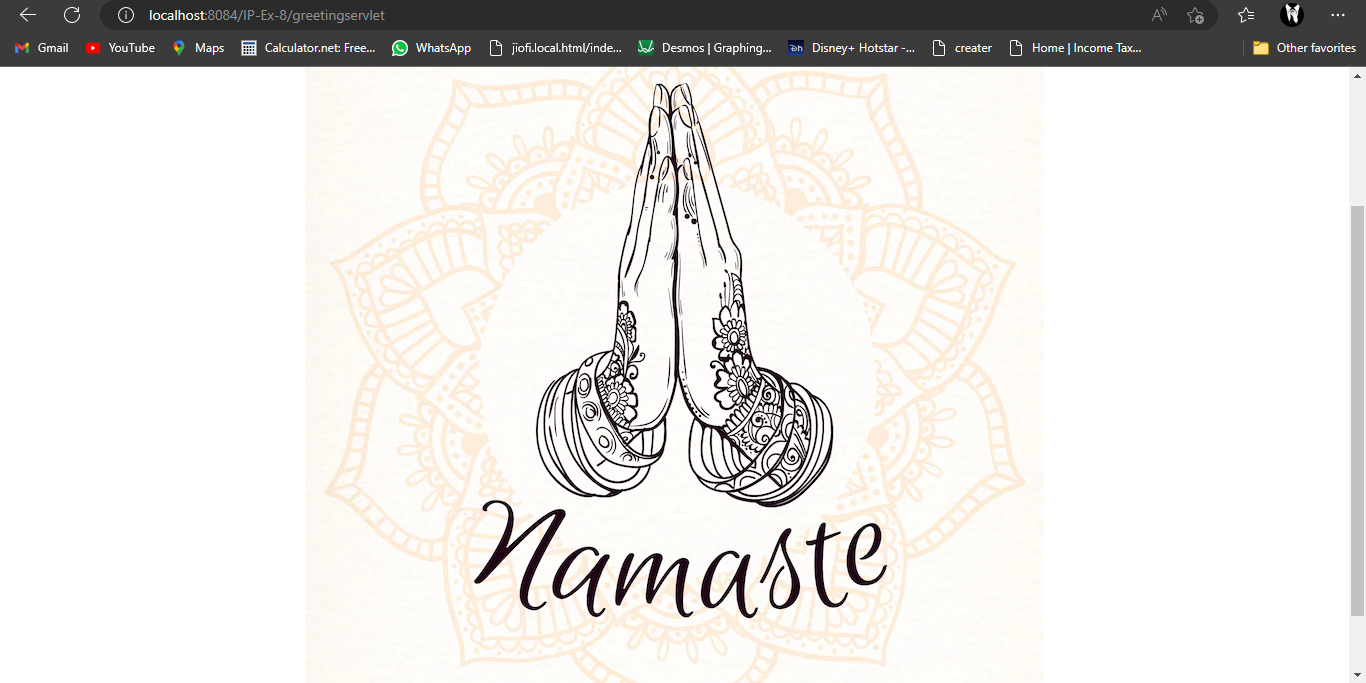 localhost:8084/IP-Ex-8/greetingservlet
Gmail YouTube Maps Calculator.net: Free... WhatsApp jiofi.local.html/inde... Desmos | Graphing... Disney+ Hotstar -... creater Home | Income Tax... Other favorites
Namaste